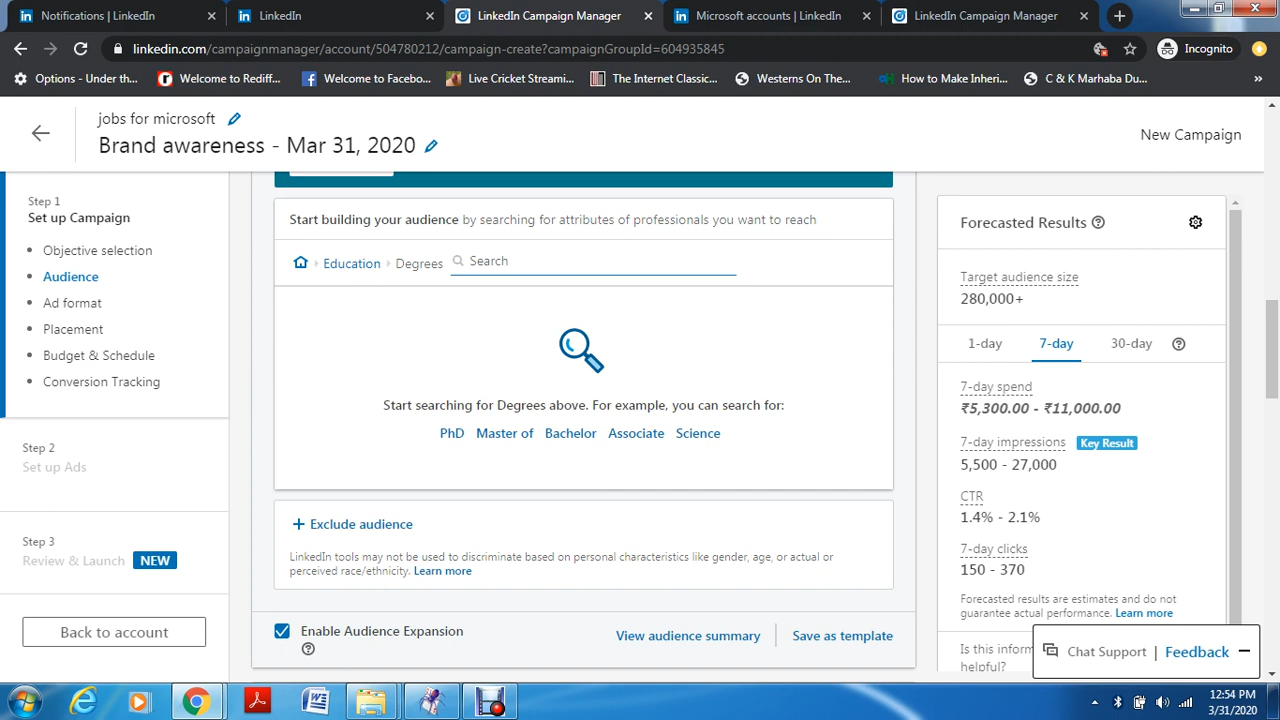 Notifications | LinkedIn
LinkedIn
LinkedIn Campaign Manager
Microsoft accounts | LinkedIn
LinkedIn Campaign Manager
linkedin.com/campaignmanager/account/504780212/campaign-create?campaignGroupId=604935845
Incognito
Options - Under th...
Welcome to Rediff...
Welcome to Facebo...
Live Cricket Streami...
The Internet Classic...
Westerns On The...
How to Make Inheri...
C & K Marhaba Du...
jobs for microsoft
Brand awareness - Mar 31, 2020
New Campaign
Step 1
Set up Campaign
Objective selection
Audience
Ad format
Placement
Budget & Schedule
Conversion Tracking
Step 2
Set up Ads
Step 3
Review & Launch NEW
Back to account
Start building your audience by searching for attributes of professionals you want to reach
Education Degrees Search
Start searching for Degrees above. For example, you can search for:
PhD Master of Bachelor Associate Science
+ Exclude audience
LinkedIn tools may not be used to discriminate based on personal characteristics like gender, age, or actual or
perceived race/ethnicity. Learn more
Enable Audience Expansion
View audience summary
Save as template
Forecasted Results
Target audience size
280,000+
1-day 7-day 30-day
7-day spend
₹5,300.00 - ₹11,000.00
7-day impressions Key Result
5,500 - 27,000
CTR
1.4% - 2.1%
7-day clicks
150 - 370
Forecasted results are estimates and do not
guarantee actual performance. Learn more
Is this inform
helpful?
Chat Support | Feedback
12:54 PM
3/31/2020